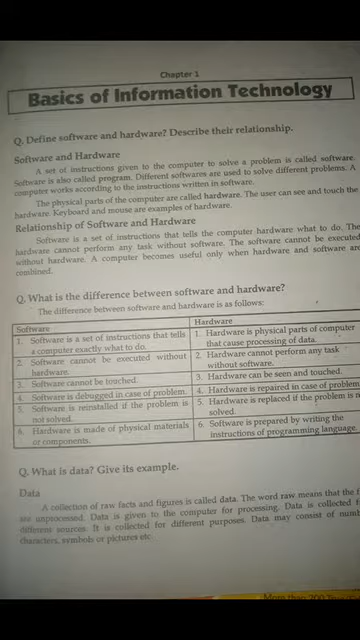 Chapter 1
Basics of Information Technology
Q. Define software and hardware? Describe their relationship.
Software and Hardware
A set of instructions given to the computer to solve a problem is called software.
Software is also called program. Different softwares are used to solve different problems. A
computer works according to the instructions written in software.
The physical parts of the computer are called hardware. The user can see and touch the
hardware. Keyboard and mouse are examples of hardware.
Relationship of Software and Hardware
Software is a set of instructions that tells the computer hardware what to do. The
hardware cannot perform any task without software. The software cannot be executed
without hardware. A computer becomes useful only when hardware and software are
combined.
Q. What is the difference between software and hardware?
The difference between software and hardware is as follows:
Software
1. Software is a set of instructions that tells
a computer exactly what to do.
2. Software cannot be executed without
hardware.
3. Software cannot be touched.
4. Software is debugged in case of problem.
5. Software is reinstalled if the problem is
not solved.
6. Hardware is made of physical materials
or components.
Hardware
1. Hardware is physical parts of computer
that cause processing of data.
2. Hardware cannot perform any task
without software.
3. Hardware can be seen and touched.
4. Hardware is repaired in case of problem
5. Hardware is replaced if the problem is n
solved.
6. Software is prepared by writing the
instructions of programming language.
Q. What is data? Give its example.
Data
A collection of raw facts and figures is called data. The word raw means that the f
are unprocessed. Data is given to the computer for processing. Data is collected f
different sources. It is collected for different purposes. Data may consist of numb
characters, symbols or pictures etc.
More than 200